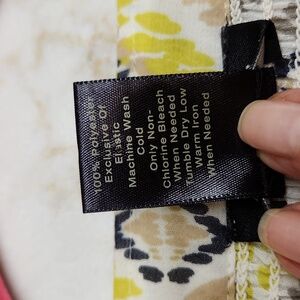 100% Polyester
Exclusive Of
Elastic
Machine Wash
Cold
Only Non-
Chlorine Bleach
When Needed
Tumble Dry Low
Warm Iron
When Needed